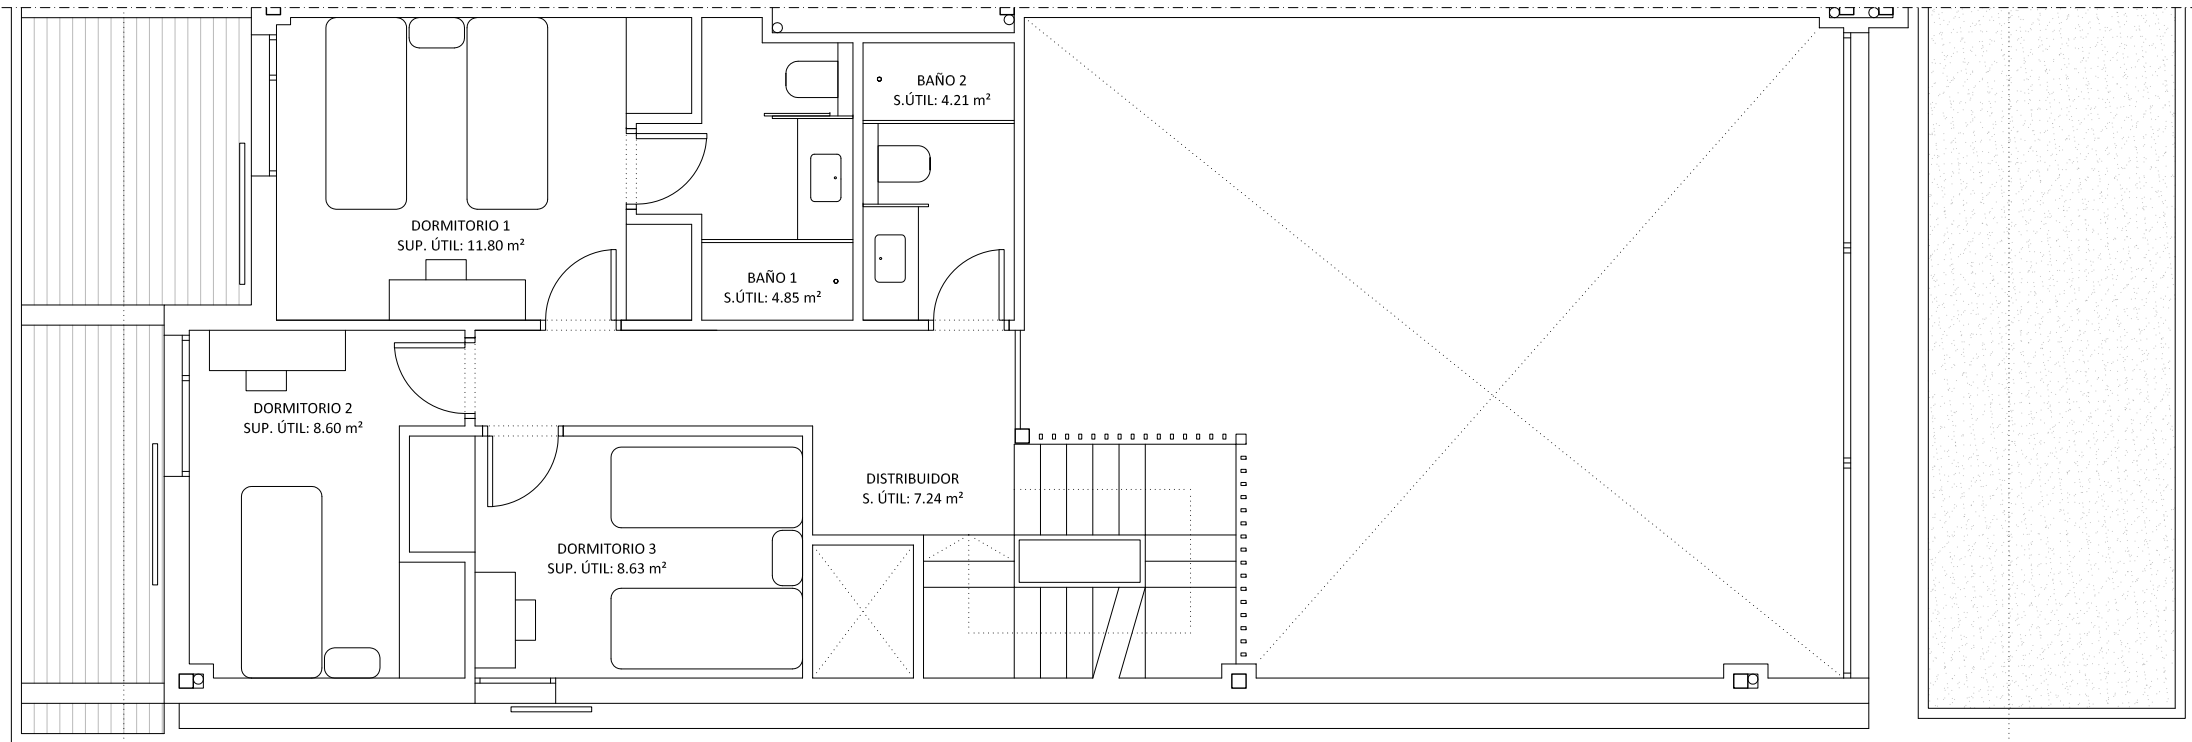 BAÑO 2
S.ÚTIL: 4.21 m²
DORMITORIO 1
SUP. ÚTIL: 11.80 m²
BAÑO 1
S.ÚTIL: 4.85 m²
DORMITORIO 2
SUP. ÚTIL: 8.60 m²
DISTRIBUIDOR
S. ÚTIL: 7.24 m²
DORMITORIO 3
SUP. ÚTIL: 8.63 m²